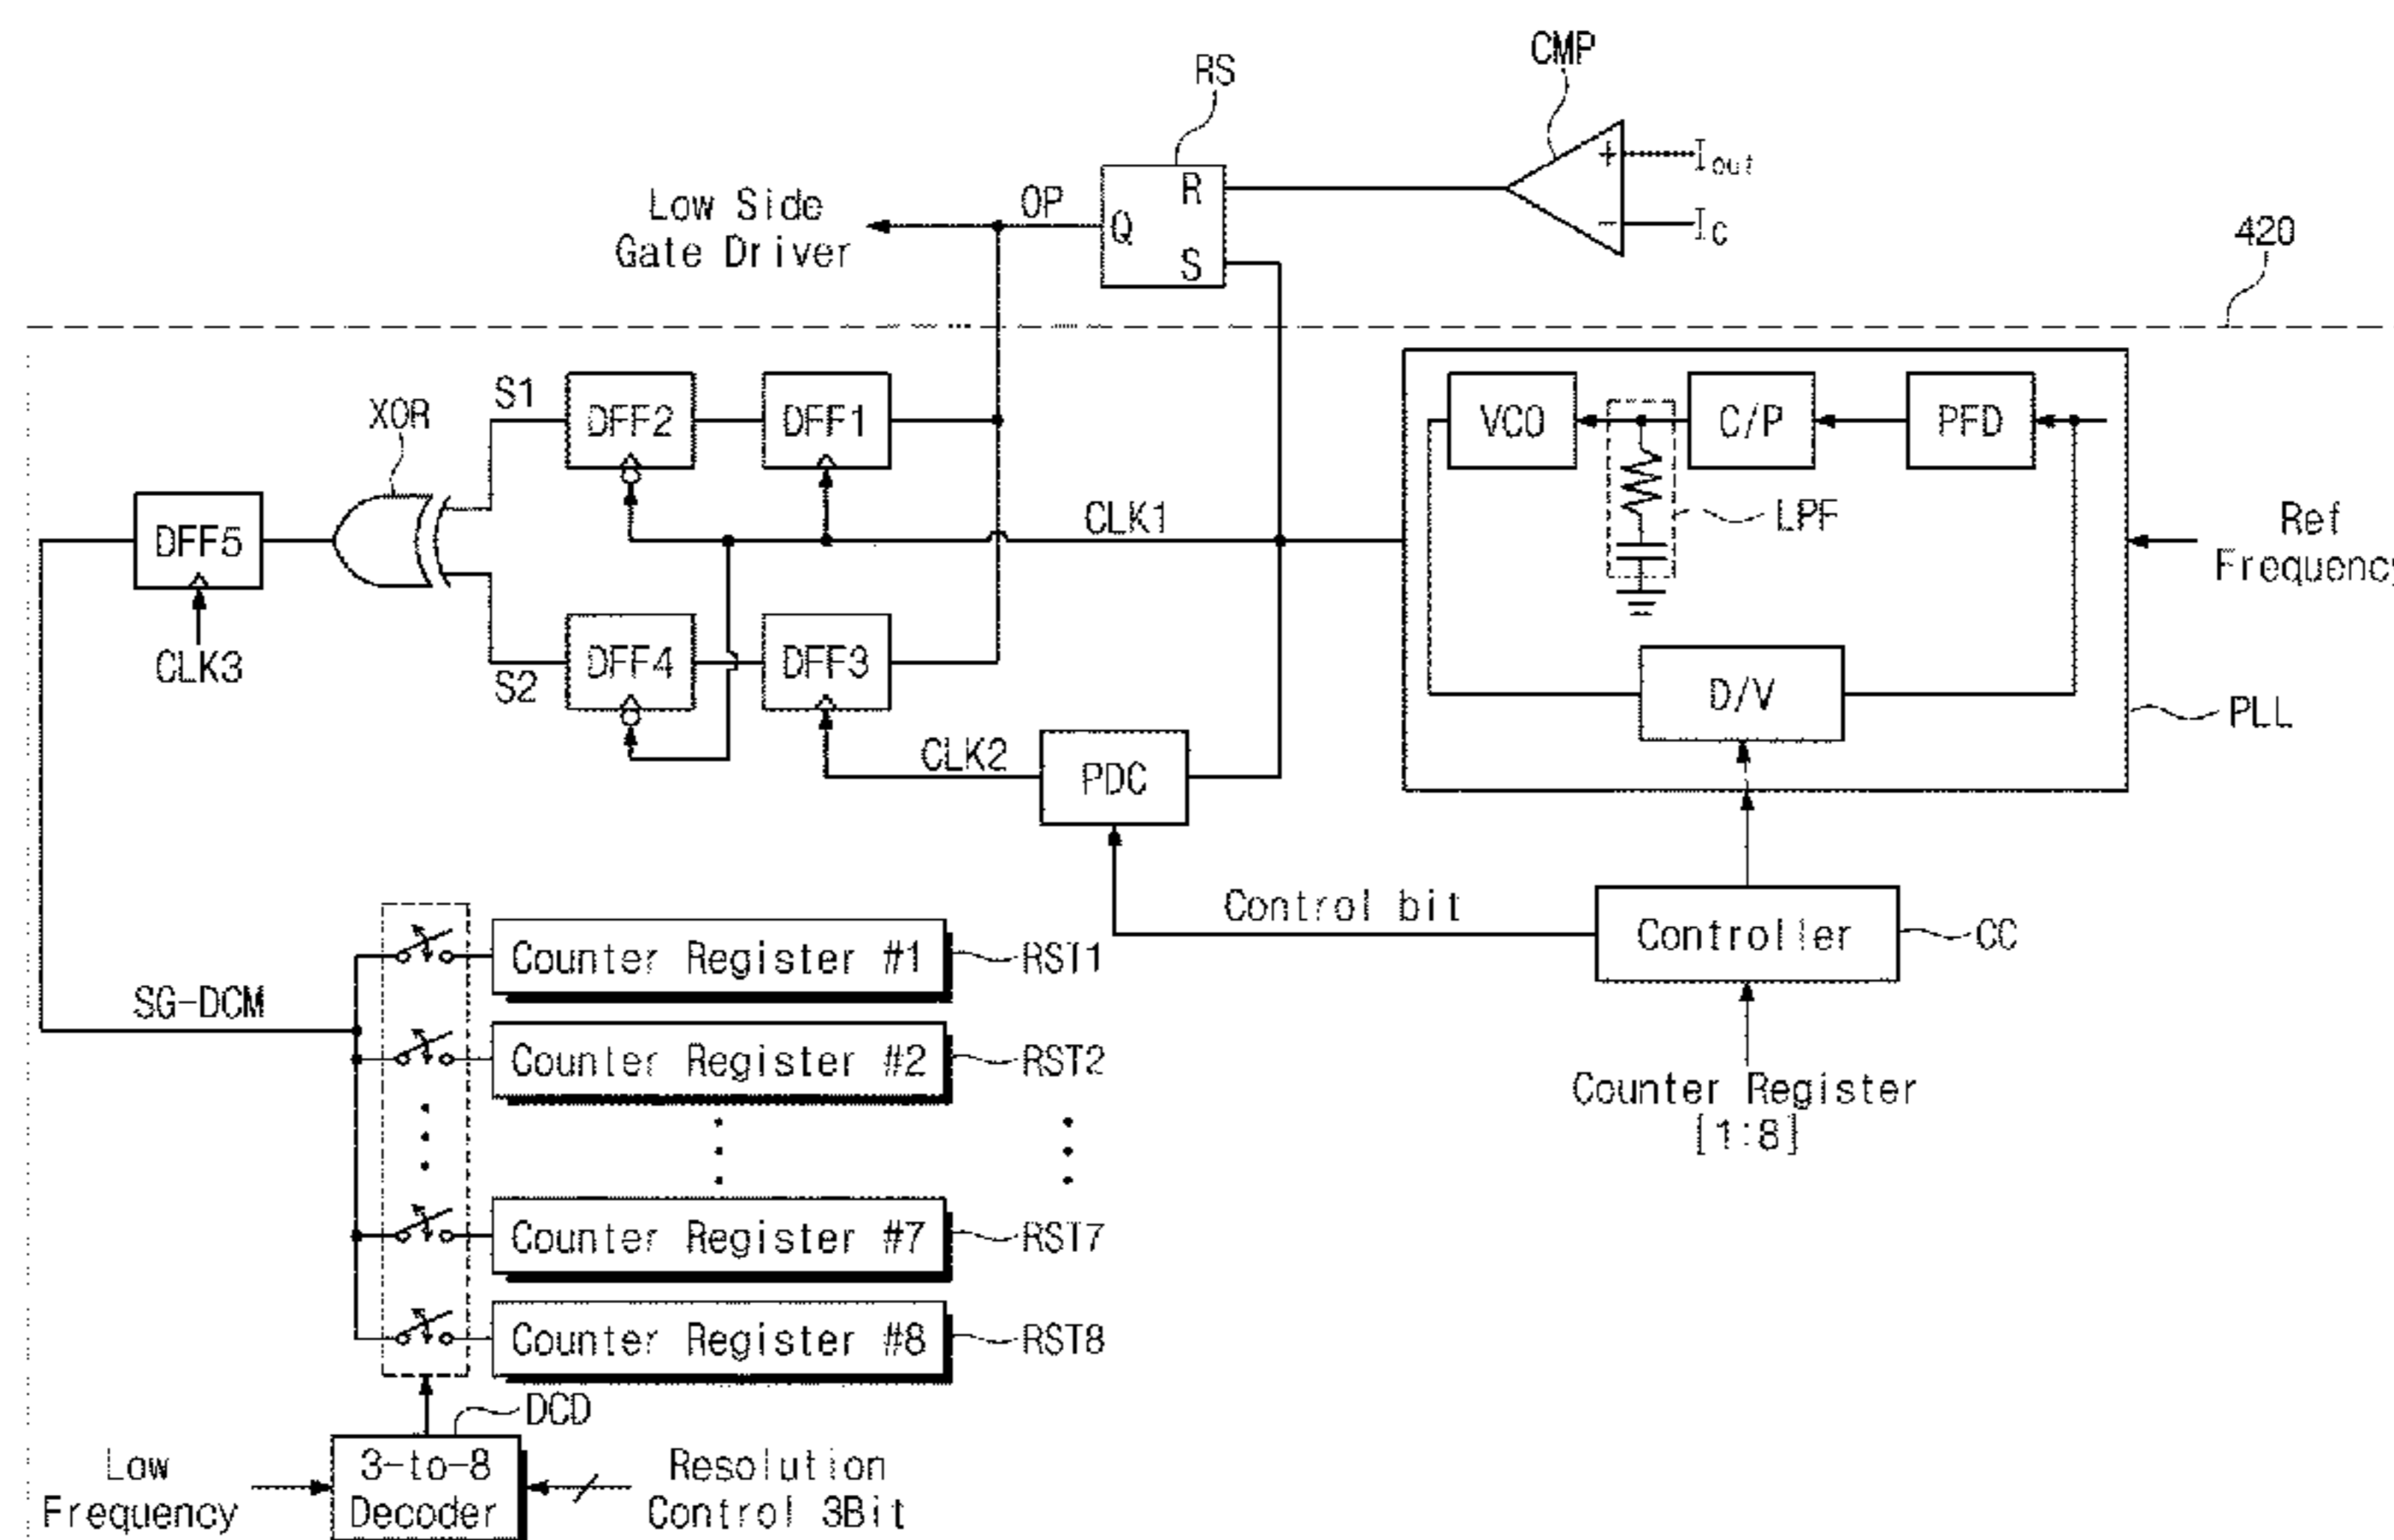 CMP
RS
R
Q
S
OP
+
I_out
−
I_C
Low Side
Gate Driver
420
XOR
S1
DFF2
DFF1
VCO
C/P
PFD
LPF
DFF5
CLK1
Ref
Frequency
CLK3
S2
DFF4
DFF3
D/V
PLL
CLK2
PDC
Control bit
Controller
CC
Counter Register
[1:8]
SG-DCM
Counter Register #1
RST1
Counter Register #2
RST2
Counter Register #7
RST7
Counter Register #8
RST8
DCD
Low
Frequency
3-to-8
Decoder
Resolution
Control 3Bit